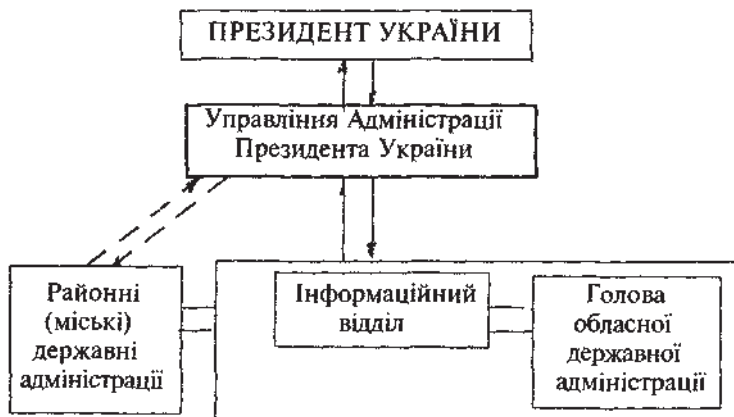 ПРЕЗИДЕНТ УКРАЇНИ
Управління Адміністрації
Президента України
Районні
(міські)
державні
адміністрації
Інформаційний
відділ
Голова
обласної
державної
адміністрації